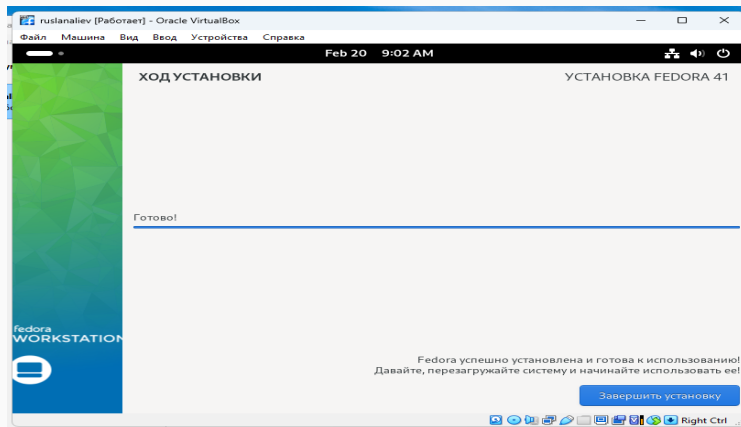 ruslanaliev [Работает] - Oracle VirtualBox
Файл Машина Вид Ввод Устройства Справка
Feb 20 9:02 AM
ХОД УСТАНОВКИ
УСТАНОВКА FEDORA 41
Готово!
fedora
WORKSTATION
Fedora успешно установлена и готова к использованию!
Давайте, перезагружайте систему и начинайте использовать ее!
Завершить установку
Right Ctrl